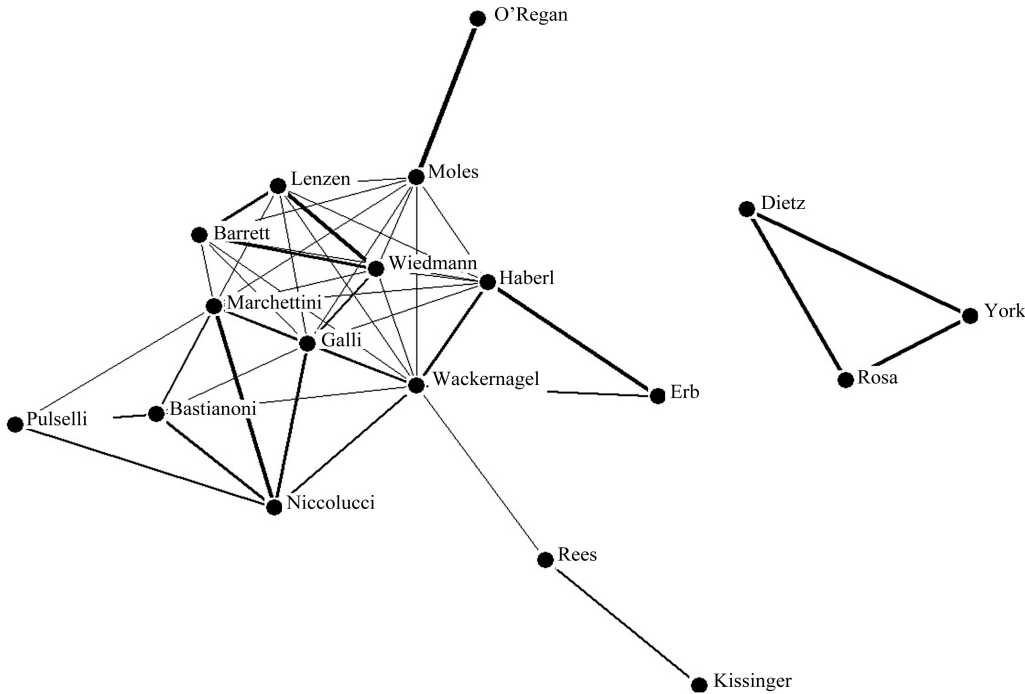 O’Regan
Moles
Lenzen
Dietz
Barrett
Wiedmann
Haberl
Marchettini
York
Galli
Wackernagel
Rosa
Erb
Bastianoni
Pulselli
Niccolucci
Rees
Kissinger